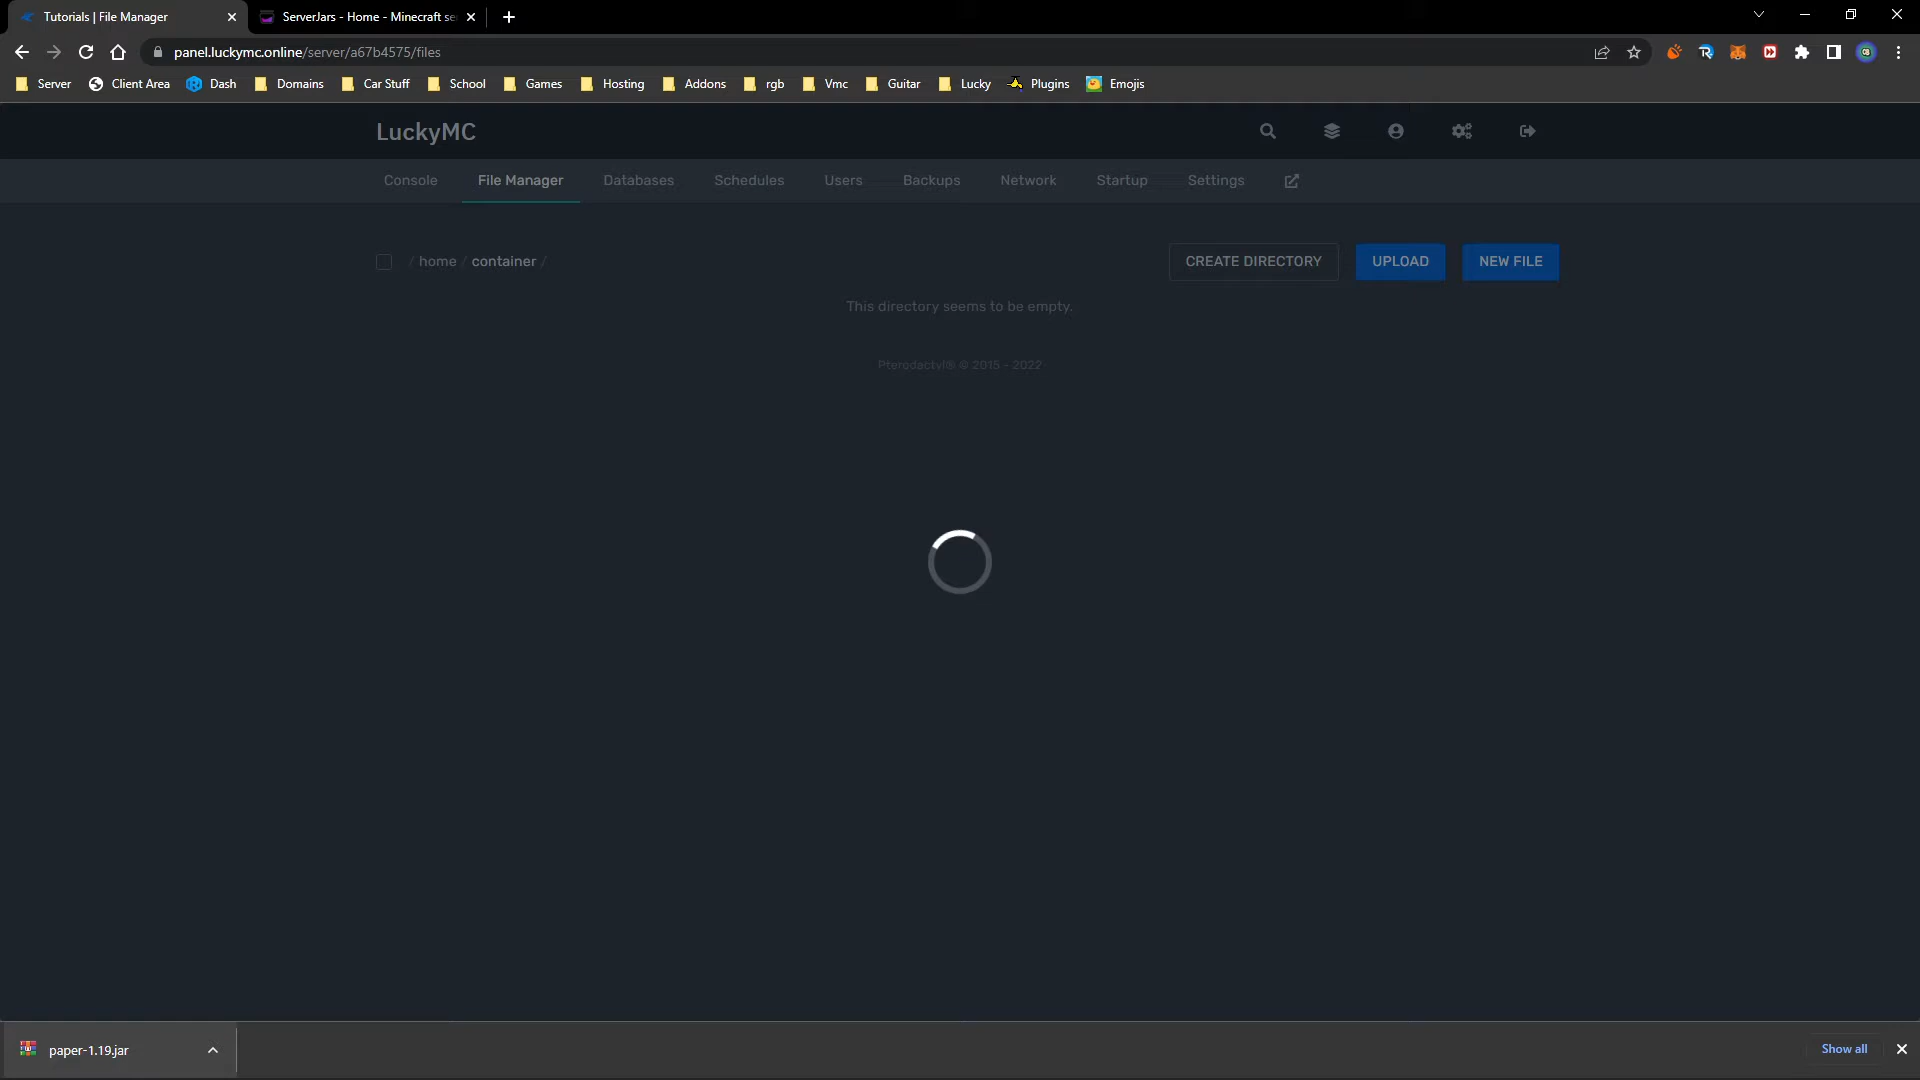 Tutorials | File Manager
ServerJars - Home - Minecraft se
panel.luckymc.online/server/a67b4575/files
Server Client Area Dash Domains Car Stuff School Games Hosting Addons rgb Vmc Guitar Lucky Plugins Emojis
LuckyMC
Console File Manager Databases Schedules Users Backups Network Startup Settings
/ home / container /
CREATE DIRECTORY UPLOAD NEW FILE
This directory seems to be empty.
Pterodactyl® © 2015 - 2022
paper-1.19.jar
Show all